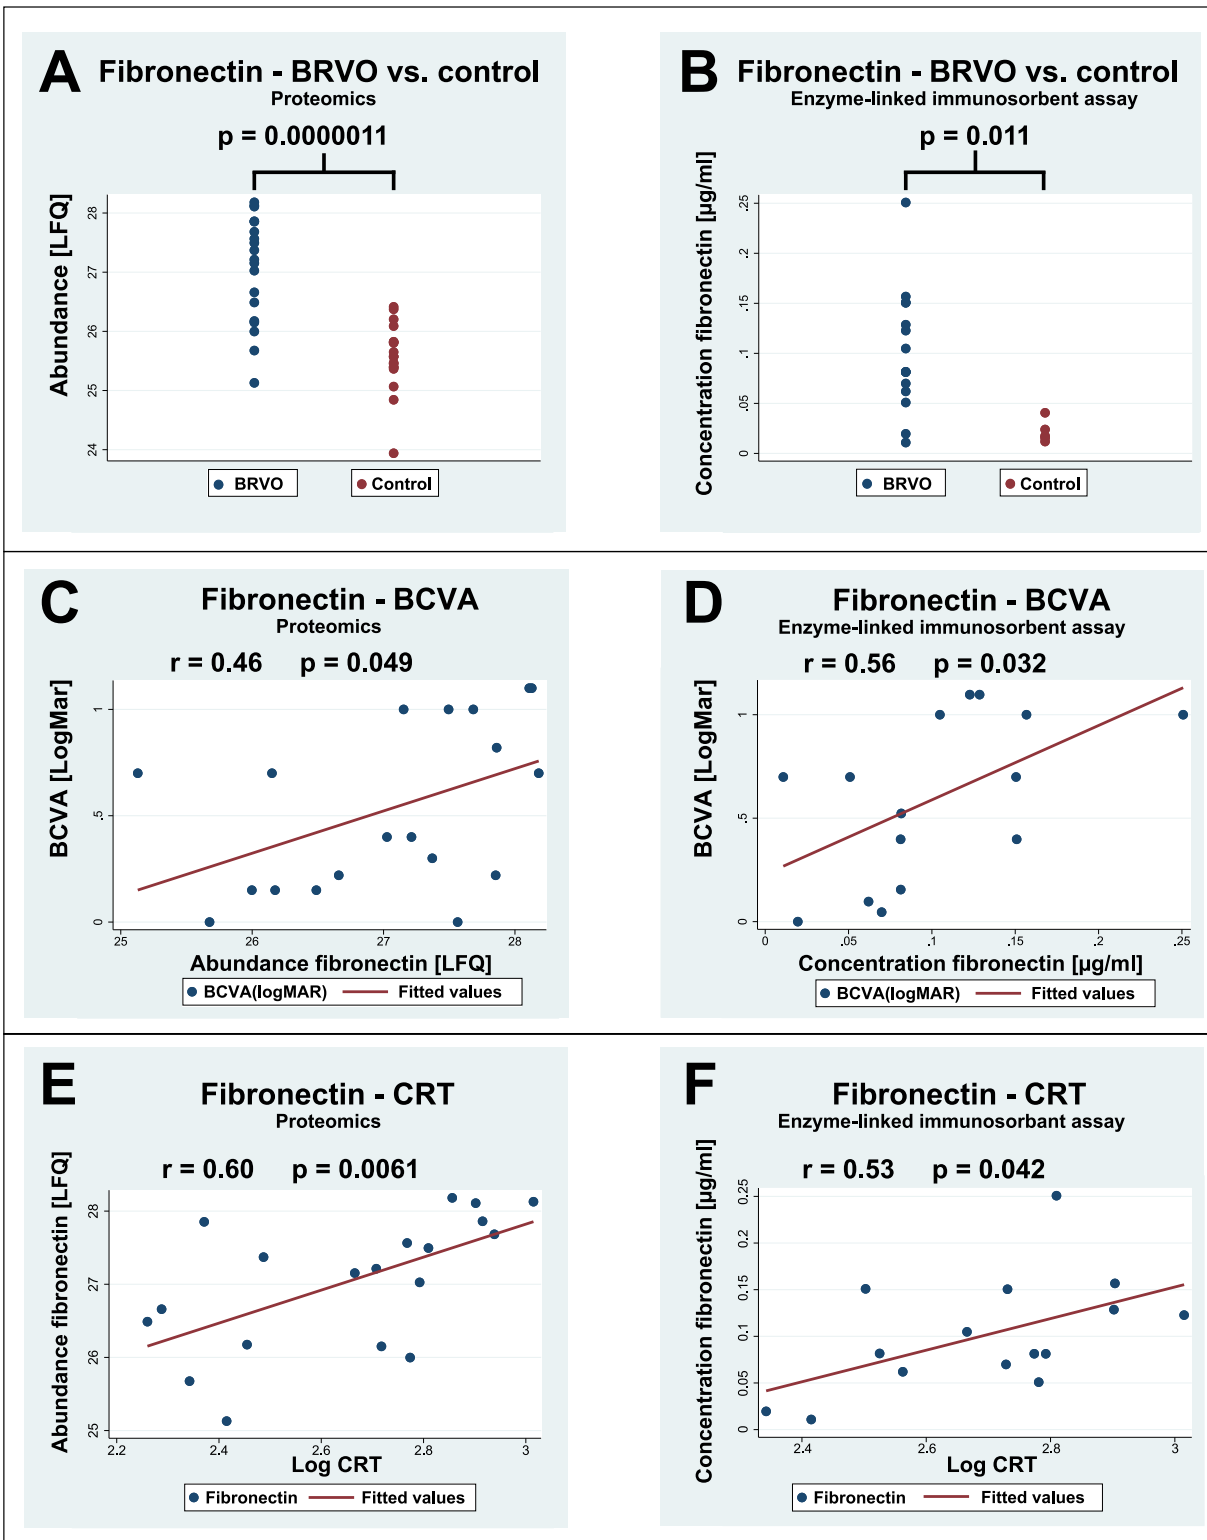 A Fibronectin - BRVO vs. control
Proteomics
p = 0.0000011
Abundance [LFQ]
28
27
26
25
24
BRVO
Control
B Fibronectin - BRVO vs. control
Enzyme-linked immunosorbent assay
p = 0.011
Concentration fibronectin [µg/ml]
.25
.2
.15
.1
.05
0
BRVO
Control
C Fibronectin - BCVA
Proteomics
r = 0.46 p = 0.049
BCVA [LogMar]
1
.5
0
25 26 27 28
Abundance fibronectin [LFQ]
BCVA(logMAR) Fitted values
D Fibronectin - BCVA
Enzyme-linked immunosorbent assay
r = 0.56 p = 0.032
BCVA [LogMar]
1
.5
0
0 .05 .1 .15 .2 .25
Concentration fibronectin [µg/ml]
BCVA(logMAR) Fitted values
E Fibronectin - CRT
Proteomics
r = 0.60 p = 0.0061
Abundance fibronectin [LFQ]
28
27
26
25
2.2 2.4 2.6 2.8 3
Log CRT
Fibronectin Fitted values
F Fibronectin - CRT
Enzyme-linked immunosorbant assay
r = 0.53 p = 0.042
Concentration fibronectin [µg/ml]
0.25
0.2
0.15
0.1
0.05
0
2.4 2.6 2.8 3
Log CRT
Fibronectin Fitted values